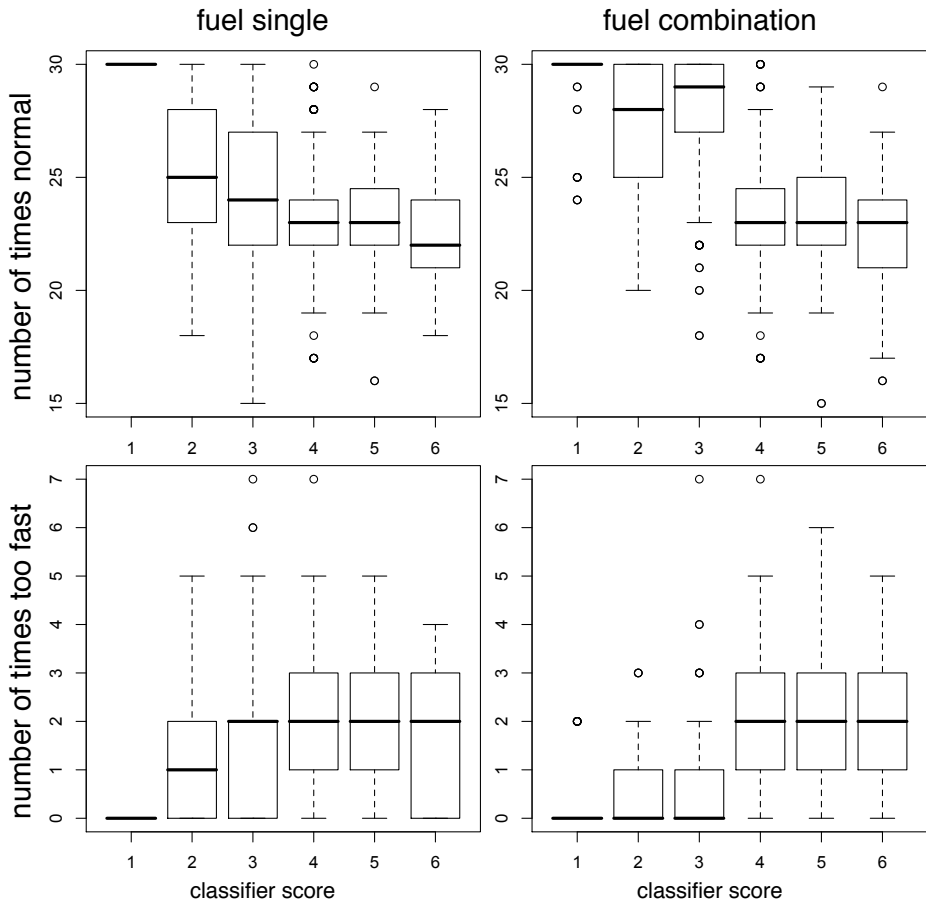 fuel single
fuel combination
number of times normal
30
25
20
15
1 2 3 4 5 6
30
25
20
15
1 2 3 4 5 6
number of times too fast
7
6
5
4
3
2
1
0
1 2 3 4 5 6
classifier score
7
6
5
4
3
2
1
0
1 2 3 4 5 6
classifier score